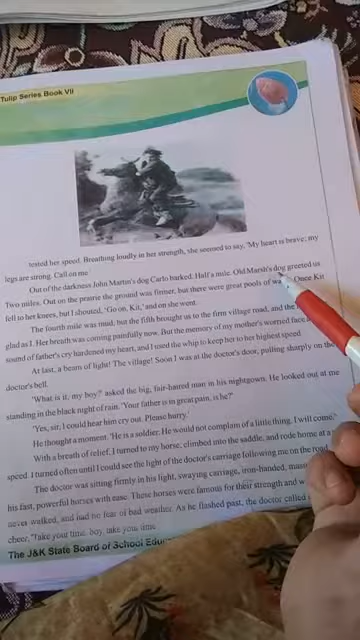 Tulip Series Book VII
tested her speed. Breathing loudly in her strength, she seemed to say, 'My heart is brave; my
legs are strong. Call on me
Out of the darkness John Martin's dog Carlo barked. Half a mile. Old Marsh's dog greeted us
Two miles. Out on the prairie the ground was firmer, but there were great pools of Once Kit
fell to her knees, but I shouted, 'Go on, Kit,' and on she went.
The fourth mile was mud, but the fifth brought us to the firm village road, and the
glad as I. Her breath was coming painfully now. But the memory of my mother's worried face
sound of father's cry hardened my heart, and I used the whip to keep her to her highest speed
At last, a beam of light! The village! Soon I was at the doctor's door, pulling sharply on the
doctor's bell.
'What is it, my boy?' asked the big, fair-haired man in his nightgown. He looked out at me
standing in the black night of rain. 'Your father is in great pain, is he?'
'Yes, sir; I could hear him cry out. Please hurry.'
He thought a moment. 'He is a soldier. He would not complain of a little thing. I will come.'
With a breath of relief, I turned to my horse, climbed into the saddle, and rode home at a
speed. I turned often until I could see the light of the doctor's carriage following me on the road.
The doctor was sitting firmly in his light, swaying carriage, iron-handed,
his fast, powerful horses with ease. These horses were famous for their strength and
never walked, and had no fear of bad weather. As he flashed past, the doctor called
cheer, 'Take your time, boy, take your time
The J&K State Board of School